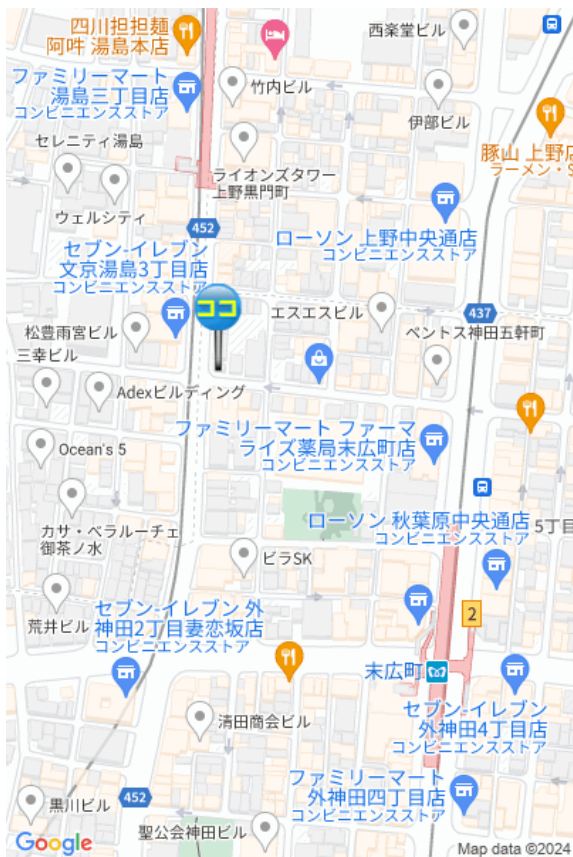 四川担担麺
阿吽 湯島本店
西楽堂ビル
ファミリーマート
湯島三丁目店
コンビニエンスストア
竹内ビル
伊部ビル
セレニティ湯島
豚山 上野店
ラーメン・S
ライオンズタワー
上野黒門町
ウェルシティ
452
ローソン 上野中央通店
コンビニエンスストア
セブン-イレブン
文京湯島3丁目店
コンビニエンスストア
ココ
エスエスビル
437
松豊雨宮ビル
ベントス神田五軒町
三幸ビル
Adexビルディング
ファミリーマート ファーマ
ライズ薬局末広町店
コンビニエンスストア
Ocean's 5
ローソン 秋葉原中央通店
コンビニエンスストア
5丁目
カサ・ベラルーチェ
御茶ノ水
ビラSK
荒井ビル
セブン-イレブン 外
神田2丁目妻恋坂店
コンビニエンスストア
2
末広町
セブン-イレブン
外神田4丁目店
コンビニエンスストア
清田商会ビル
ファミリーマート
外神田四丁目店
コンビニエンスストア
黒川ビル
452
聖公会神田ビル
Google
Map data ©2024